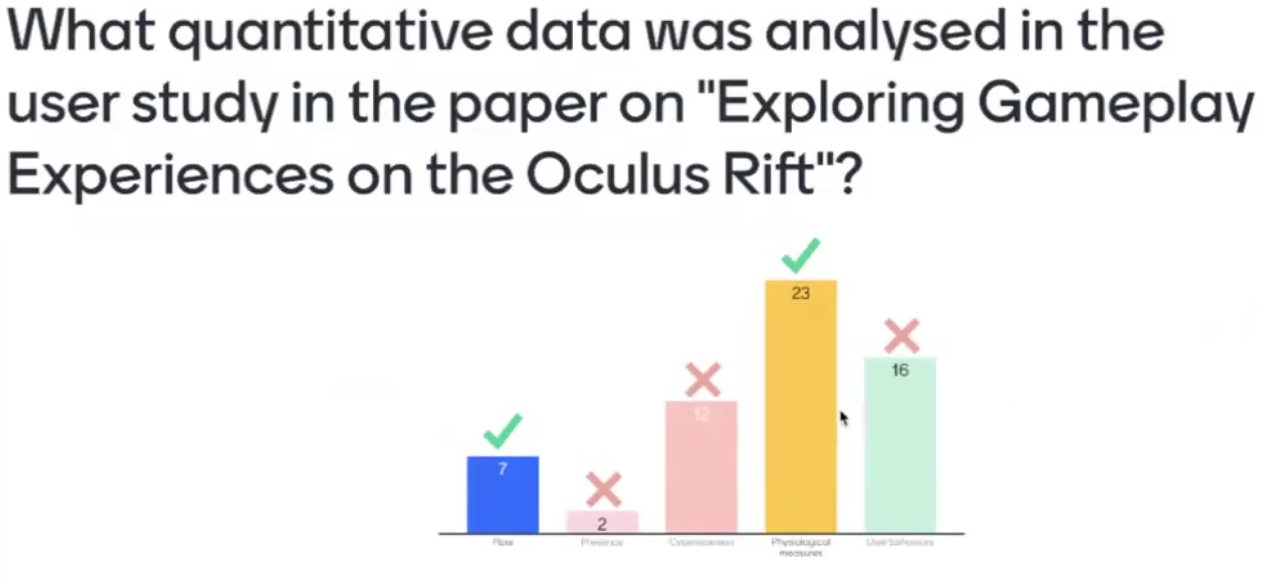 What quantitative data was analysed in the
user study in the paper on "Exploring Gameplay
Experiences on the Oculus Rift"?
23
16
12
7
2
Flow
Presence
Cybersickness
Physiological
measures
User behaviors